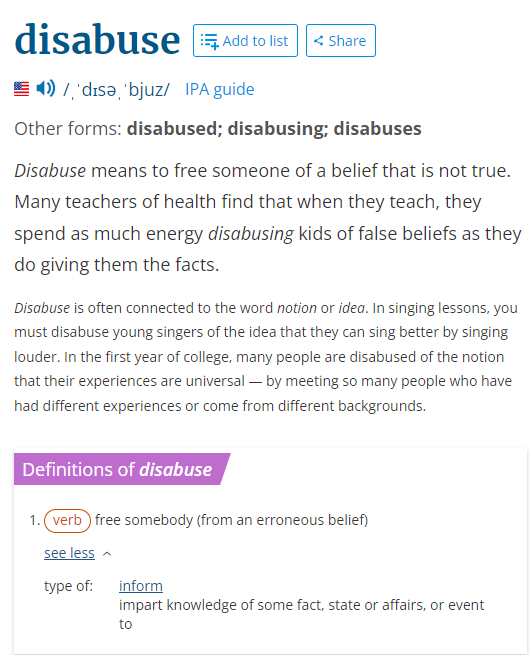 disabuse Add to list Share
/ˌˈdɪsəˌˈbjuz/ IPA guide
Other forms: disabused; disabusing; disabuses
Disabuse means to free someone of a belief that is not true.
Many teachers of health find that when they teach, they
spend as much energy disabusing kids of false beliefs as they
do giving them the facts.
Disabuse is often connected to the word notion or idea. In singing lessons, you
must disabuse young singers of the idea that they can sing better by singing
louder. In the first year of college, many people are disabused of the notion
that their experiences are universal — by meeting so many people who have
had different experiences or come from different backgrounds.
Definitions of disabuse
1. verb free somebody (from an erroneous belief)
see less
type of: inform
impart knowledge of some fact, state or affairs, or event
to